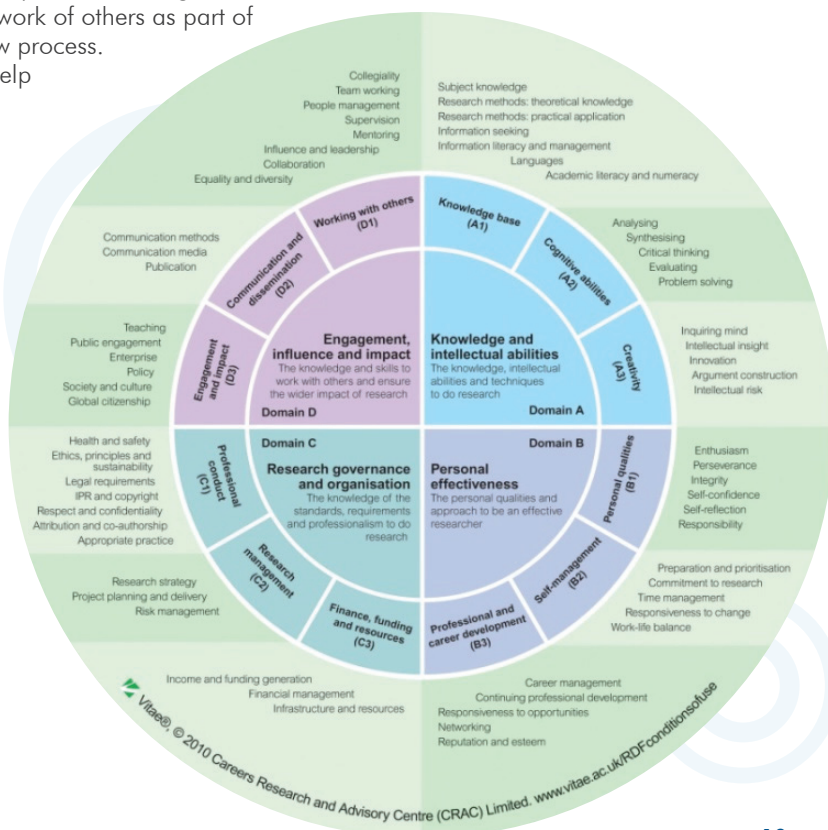 work of others as part of
w process.
elp
Collegiality
Team working
People management
Supervision
Mentoring
Influence and leadership
Collaboration
Equality and diversity
Subject knowledge
Research methods: theoretical knowledge
Research methods: practical application
Information seeking
Information literacy and management
Languages
Academic literacy and numeracy
Working with others
(D1)
Knowledge base
(A1)
Communication methods
Communication media
Publication
Communication and
dissemination
(D2)
Cognitive abilities
(A2)
Analysing
Synthesising
Critical thinking
Evaluating
Problem solving
Teaching
Public engagement
Enterprise
Policy
Society and culture
Global citizenship
Engagement
and impact
(D3)
Engagement,
influence and impact
The knowledge and skills to
work with others and ensure
the wider impact of research
Domain D
Knowledge and
intellectual abilities
The knowledge, intellectual
abilities and techniques
to do research
Domain A
Creativity
(A3)
Inquiring mind
Intellectual insight
Innovation
Argument construction
Intellectual risk
Health and safety
Ethics, principles and
sustainability
Legal requirements
IPR and copyright
Respect and confidentiality
Attribution and co-authorship
Appropriate practice
Professional
conduct
(C1)
Domain C
Research governance
and organisation
The knowledge of the
standards, requirements
and professionalism to do
research
Domain B
Personal
effectiveness
The personal qualities and
approach to be an effective
researcher
Personal qualities
(B1)
Enthusiasm
Perseverance
Integrity
Self-confidence
Self-reflection
Responsibility
Research strategy
Project planning and delivery
Risk management
Research
management
(C2)
Self-management
(B2)
Preparation and prioritisation
Commitment to research
Time management
Responsiveness to change
Work-life balance
Finance, funding
and resources
(C3)
Professional and
career development
(B3)
Income and funding generation
Financial management
Infrastructure and resources
Career management
Continuing professional development
Responsiveness to opportunities
Networking
Reputation and esteem
Vitae®, © 2010 Careers Research and Advisory Centre (CRAC) Limited. www.vitae.ac.uk/RDFconditionsofuse